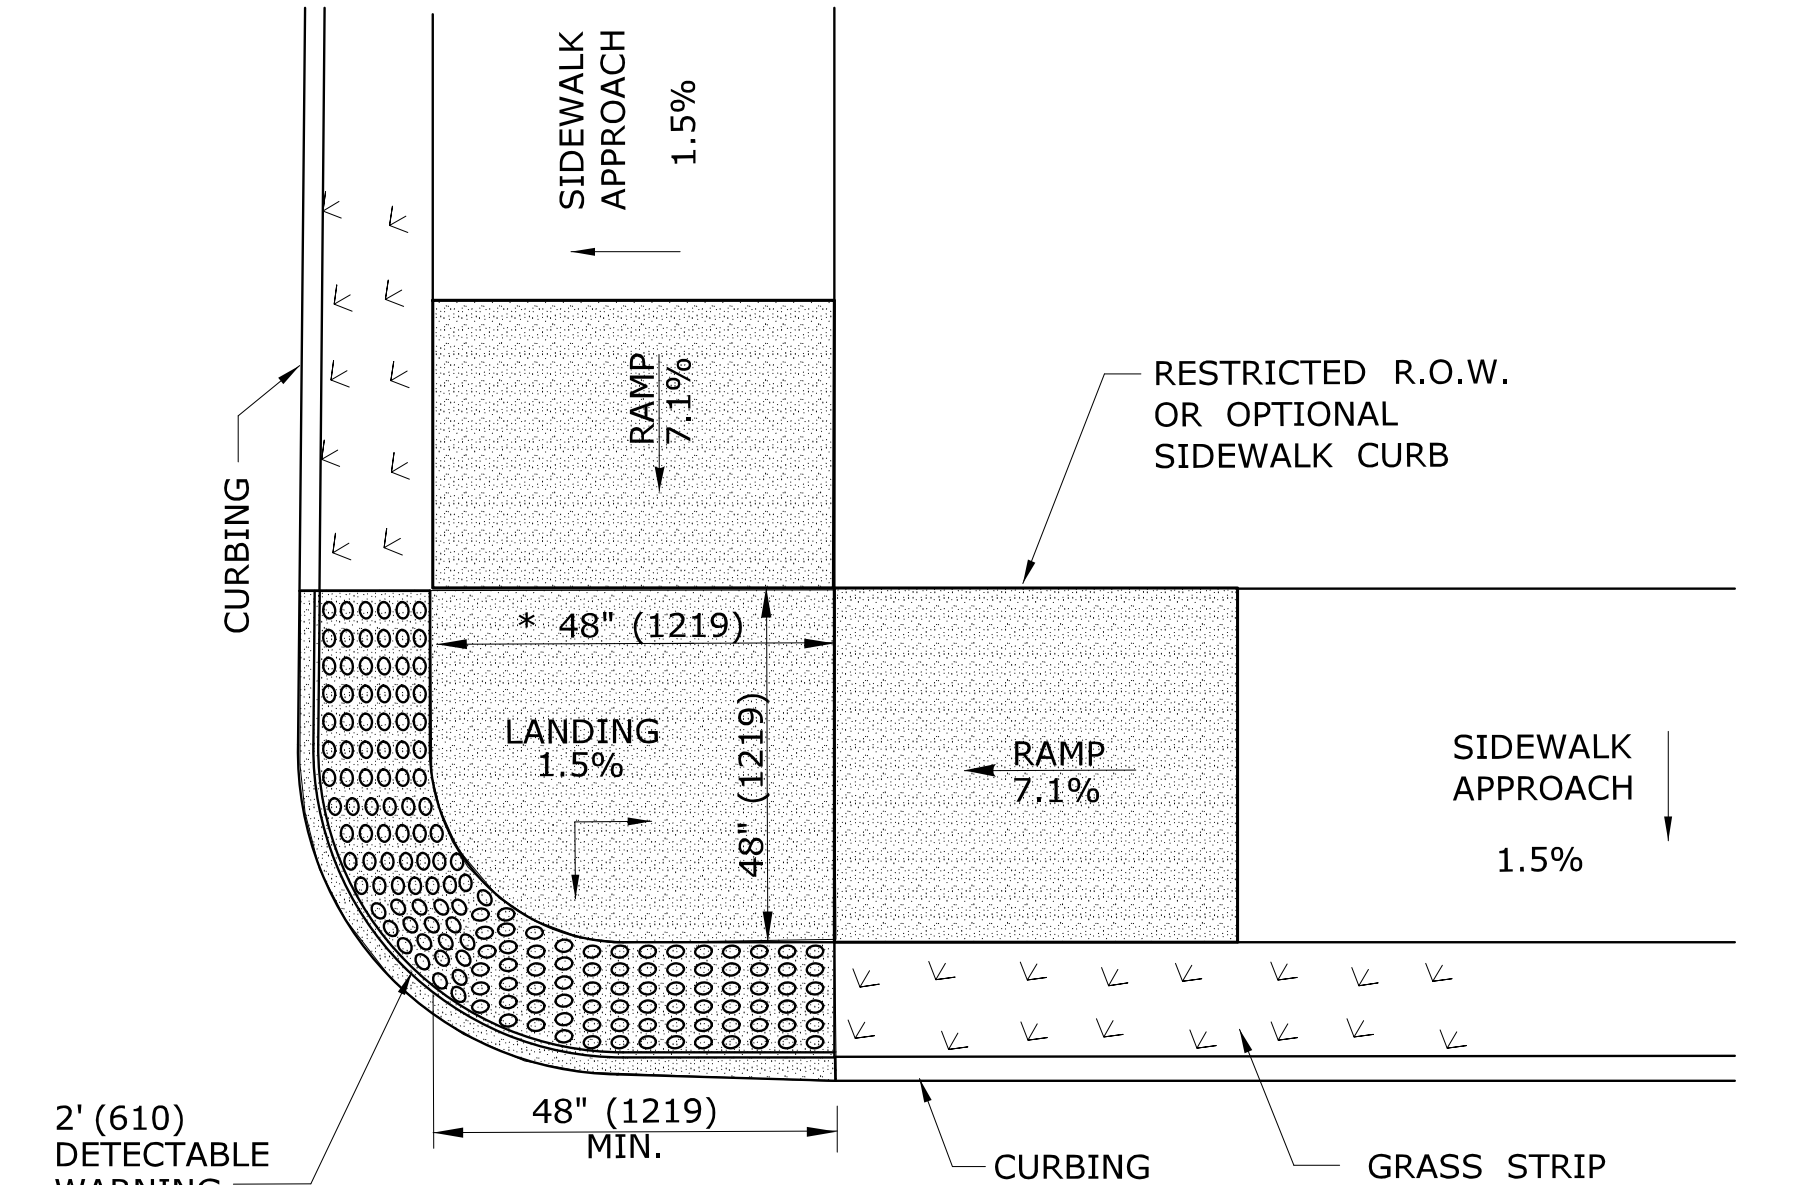 SIDEWALK
APPROACH
1.5%
RAMP
7.1%
RESTRICTED R.O.W.
OR OPTIONAL
SIDEWALK CURB
CURBING
* 48" (1219)
48" (1219)
LANDING
1.5%
RAMP
7.1%
SIDEWALK
APPROACH
1.5%
48" (1219)
MIN.
2' (610)
DETECTABLE
WARNING
CURBING
GRASS STRIP